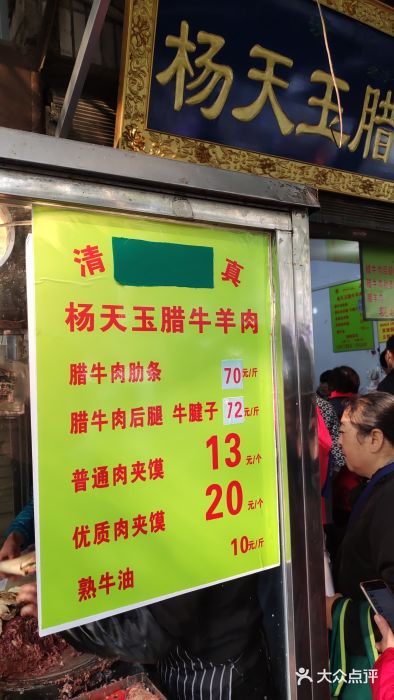 杨天玉腊
清 真
杨天玉腊牛羊肉
腊牛肉肋条 70元/斤
腊牛肉后腿 牛腱子 72元/斤
普通肉夹馍 13元/个
优质肉夹馍 20元/个
熟牛油 10元/斤
大众点评